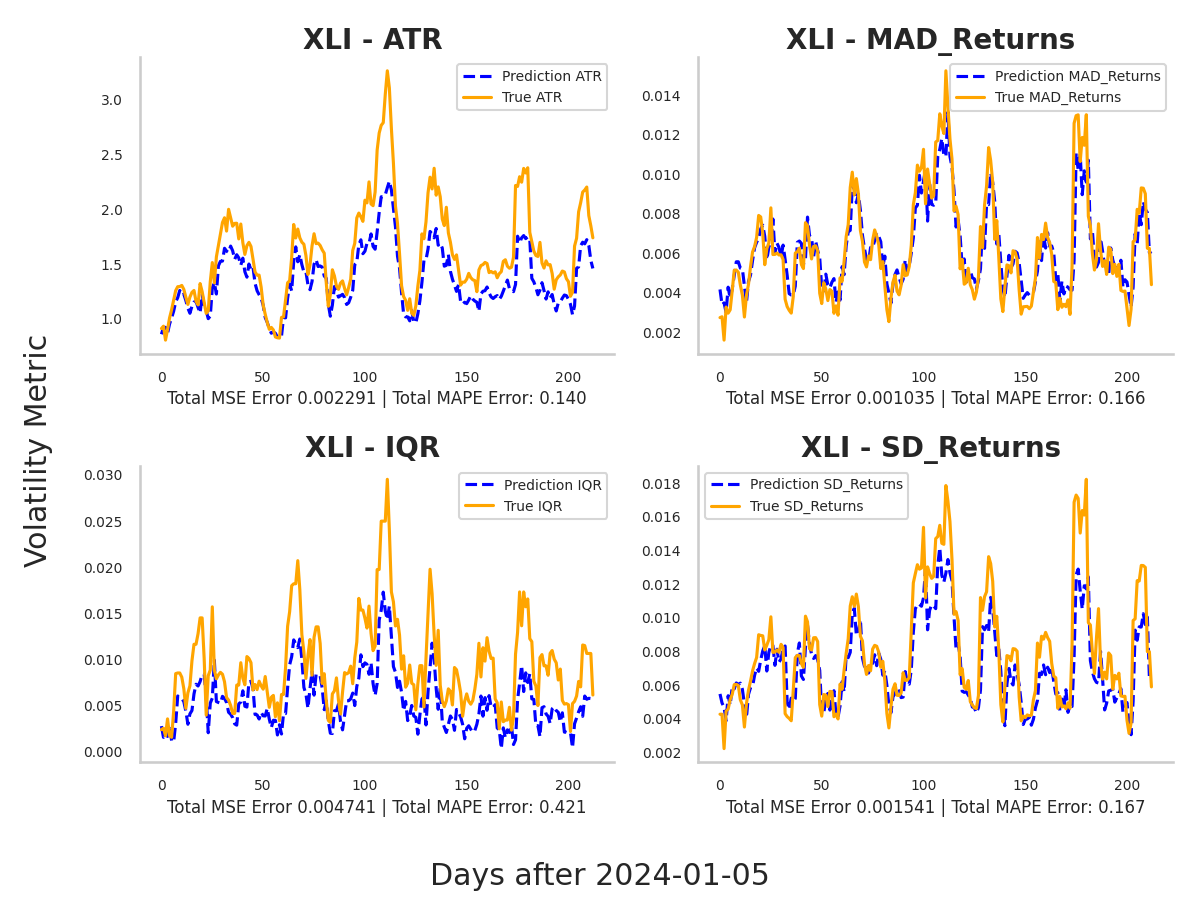 XLI - ATR
Prediction ATR
True ATR
3.0
2.5
2.0
1.5
1.0
0 50 100 150 200
Total MSE Error 0.002291 | Total MAPE Error: 0.140
XLI - MAD_Returns
Prediction MAD_Returns
True MAD_Returns
0.014
0.012
0.010
0.008
0.006
0.004
0.002
0 50 100 150 200
Total MSE Error 0.001035 | Total MAPE Error: 0.166
Volatility Metric
XLI - IQR
Prediction IQR
True IQR
0.030
0.025
0.020
0.015
0.010
0.005
0.000
0 50 100 150 200
Total MSE Error 0.004741 | Total MAPE Error: 0.421
XLI - SD_Returns
Prediction SD_Returns
True SD_Returns
0.018
0.016
0.014
0.012
0.010
0.008
0.006
0.004
0.002
0 50 100 150 200
Total MSE Error 0.001541 | Total MAPE Error: 0.167
Days after 2024-01-05